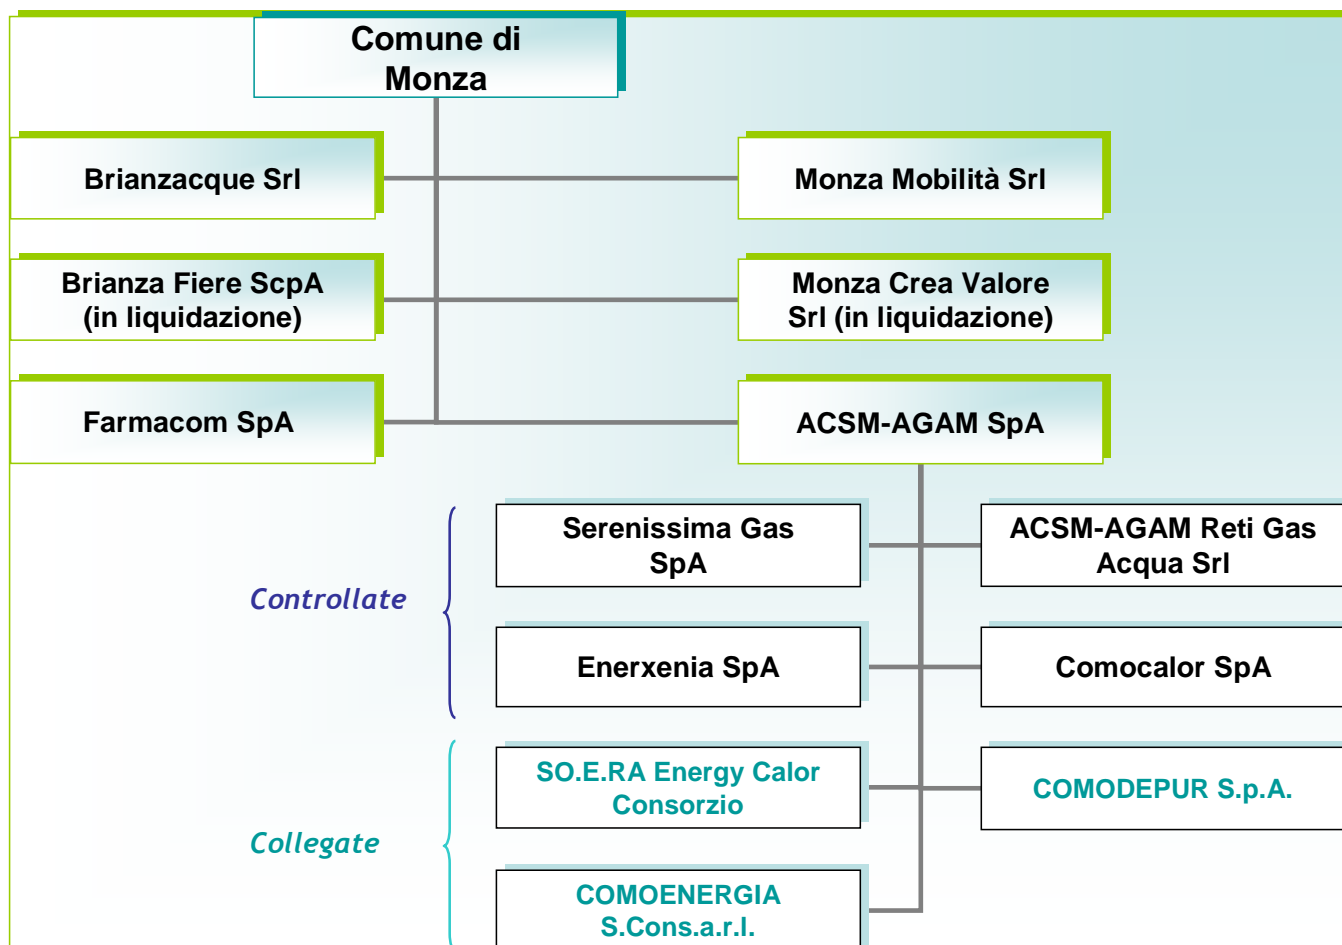 Comune di
Monza
Brianzacque Srl
Monza Mobilità Srl
Brianza Fiere ScpA
(in liquidazione)
Monza Crea Valore
Srl (in liquidazione)
Farmacom SpA
ACSM-AGAM SpA
Controllate
Serenissima Gas
SpA
ACSM-AGAM Reti Gas
Acqua Srl
Enerxenia SpA
Comocalor SpA
Collegate
SO.E.RA Energy Calor
Consorzio
COMODEPUR S.p.A.
COMOENERGIA
S.Cons.a.r.l.